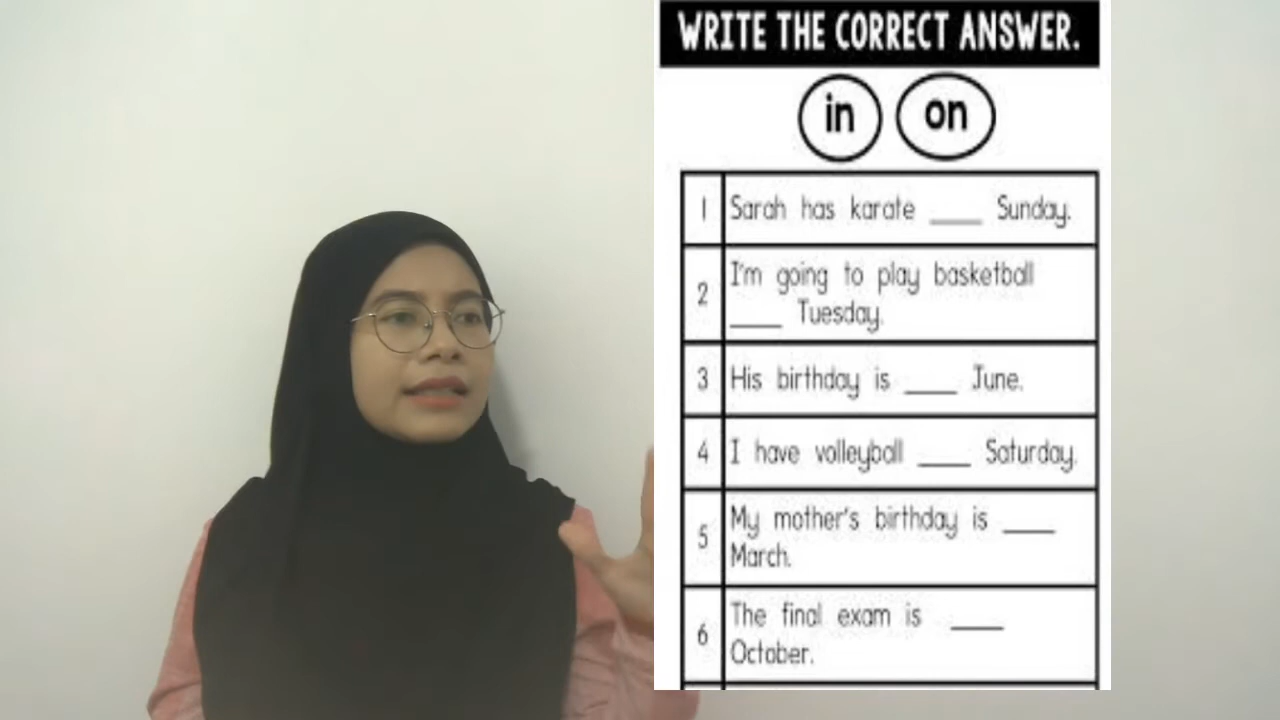 WRITE THE CORRECT ANSWER.
in on
1 Sarah has karate ____ Sunday.
2 I'm going to play basketball
____ Tuesday.
3 His birthday is ____ June.
4 I have volleyball ____ Saturday.
5 My mother's birthday is ____
March.
6 The final exam is ____
October.